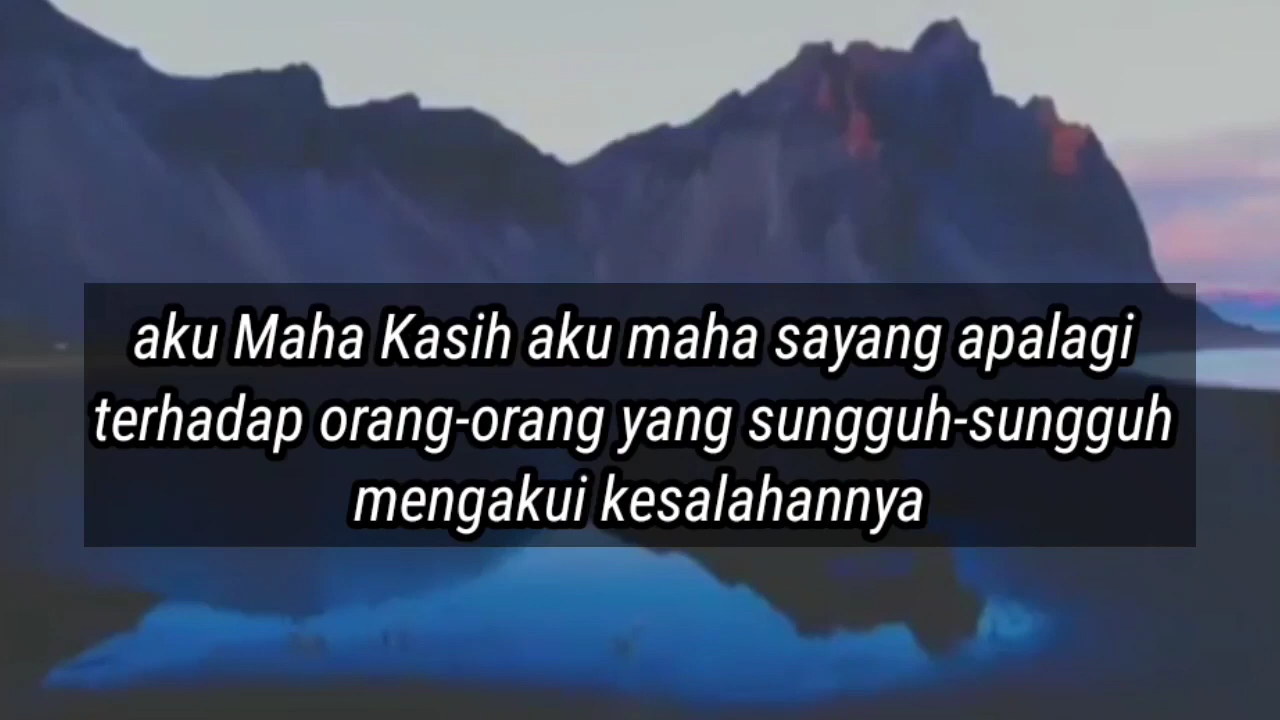 aku Maha Kasih aku maha sayang apalagi
terhadap orang-orang yang sungguh-sungguh
mengakui kesalahannya